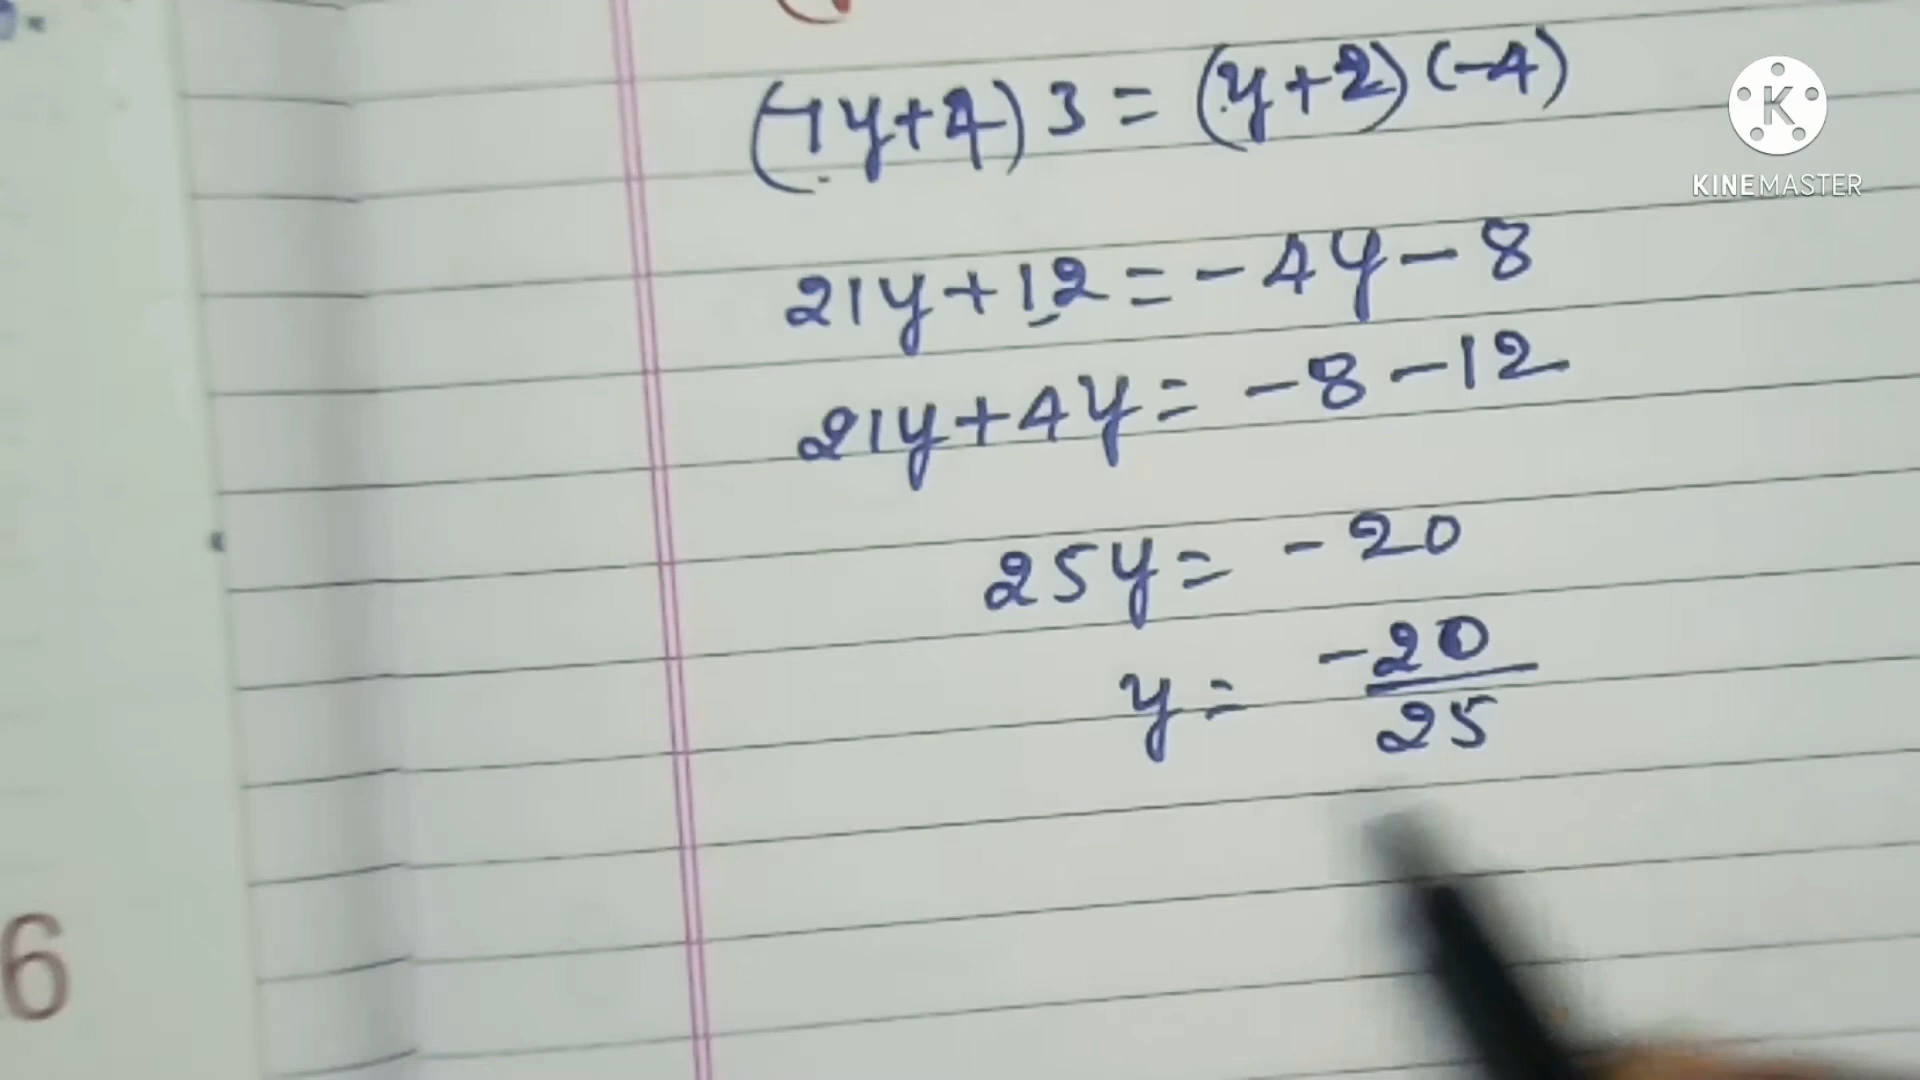 (7y+4) 3 = (y+2) (-4)
KINEMASTER
21y+12 = -4y-8
21y+4y = -8-12
25y = -20
y = -20/25
6